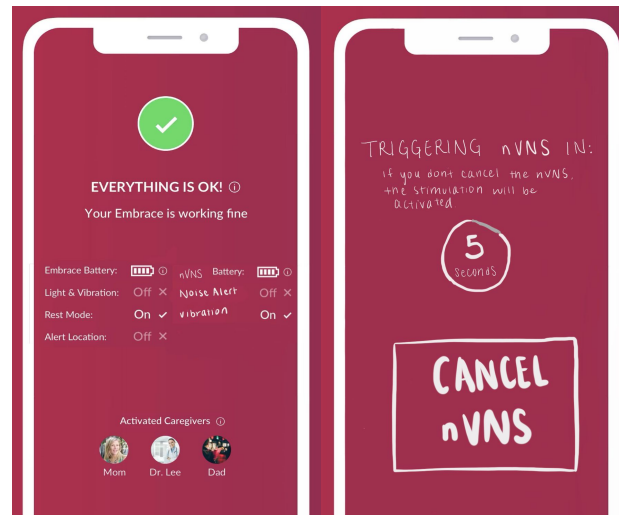 EVERYTHING IS OK!
Your Embrace is working fine
Embrace Battery: nVNS Battery:
Light & Vibration: Off Noise Alert Off
Rest Mode: On vibration On
Alert Location: Off
Activated Caregivers
Mom Dr. Lee Dad
TRIGGERING nVNS IN:
if you dont cancel the nVNS,
the stimulation will be
activated
5
seconds
CANCEL
nVNS